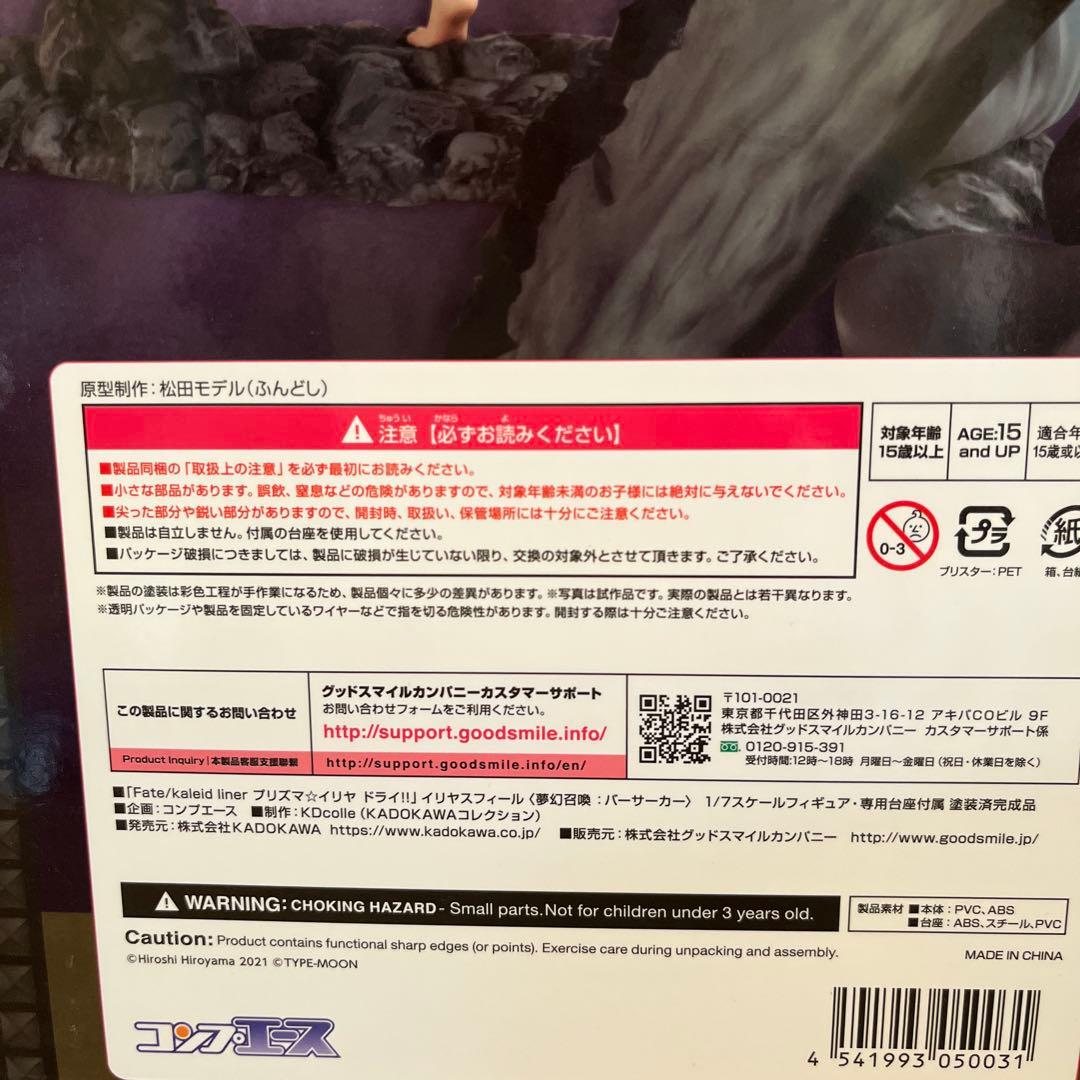 原型制作：松田モデル（ふんどし）
ちゅうい かなら よ
注意【必ずお読みください】
■製品同梱の「取扱上の注意」を必ず最初にお読みください。
■小さな部品があります。誤飲、窒息などの危険がありますので、対象年齢未満のお子様には絶対に与えないでください。
■尖った部分や鋭い部分がありますので、開封時、取扱い、保管場所には十分にご注意ください。
■製品は自立しません。付属の台座を使用してください。
■パッケージ破損につきましては、製品に破損が生じていない限り、交換の対象外とさせて頂きます。ご了承ください。
対象年齢
15歳以上
AGE:15
and UP
適合年
15歳或以
0-3
プラ
ブリスター：PET
紙
箱、台紙
※製品の塗装は彩色工程が手作業になるため、製品個々に多少の差異があります。※写真は試作品です。実際の製品とは若干異なります。
※透明パッケージや製品を固定しているワイヤーなどで指を切る危険性があります。開封する際は十分ご注意ください。
この製品に関するお問い合わせ
Product Inquiry|本製品客服支援聯繫
グッドスマイルカンパニーカスタマーサポート
お問い合わせフォームをご利用ください。
http://support.goodsmile.info/
http://support.goodsmile.info/en/
〒101-0021
東京都千代田区外神田3-16-12 アキバCOビル 9F
株式会社グッドスマイルカンパニー カスタマーサポート係
0120-915-391
受付時間:12時〜18時 月曜日〜金曜日（祝日・休業日を除く）
■「Fate/kaleid liner プリズマ☆イリヤ ドライ!!」イリヤスフィール〈夢幻召喚：バーサーカー〉 1/7スケールフィギュア・専用台座付属 塗装済完成品
■企画：コンプエース ■制作：KDcolle（KADOKAWAコレクション）
■発売元：株式会社KADOKAWA https://www.kadokawa.co.jp/ ■販売元：株式会社グッドスマイルカンパニー http://www.goodsmile.jp/
WARNING: CHOKING HAZARD - Small parts.Not for children under 3 years old.
製品素材 ■本体：PVC、ABS
■台座：ABS、スチール、PVC
Caution: Product contains functional sharp edges (or points). Exercise care during unpacking and assembly.
©Hiroshi Hiroyama 2021 ©TYPE-MOON
MADE IN CHINA
コンプエース
4 541993 050031